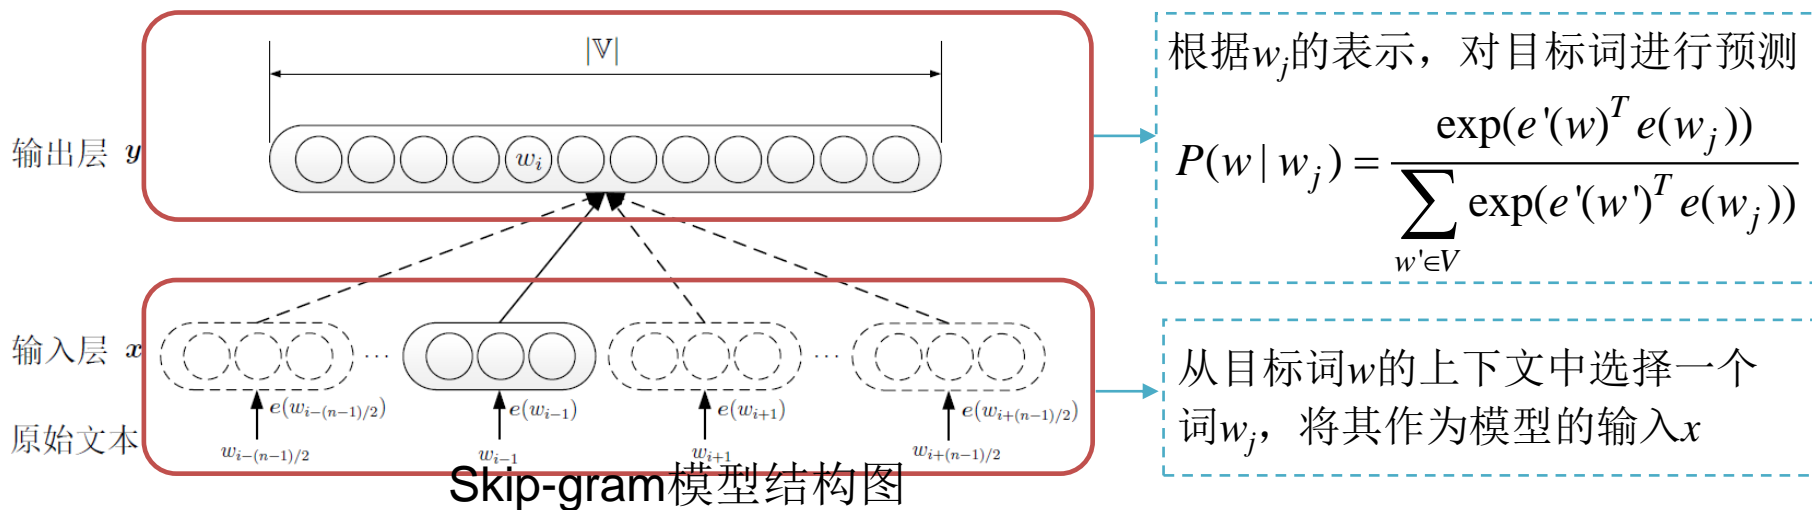 |𝕍|
输出层 y
w_i
输入层 x
... ...
e(w_{i-(n-1)/2}) e(w_{i-1}) e(w_{i+1}) e(w_{i+(n-1)/2})
原始文本
w_{i-(n-1)/2} w_{i-1} w_{i+1} w_{i+(n-1)/2}
Skip-gram模型结构图
根据w_j的表示，对目标词进行预测
P(w | w_j) = \frac{exp(e'(w)^T e(w_j))}{\sum_{w'∈V} exp(e'(w')^T e(w_j))}
从目标词w的上下文中选择一个
词w_j，将其作为模型的输入x